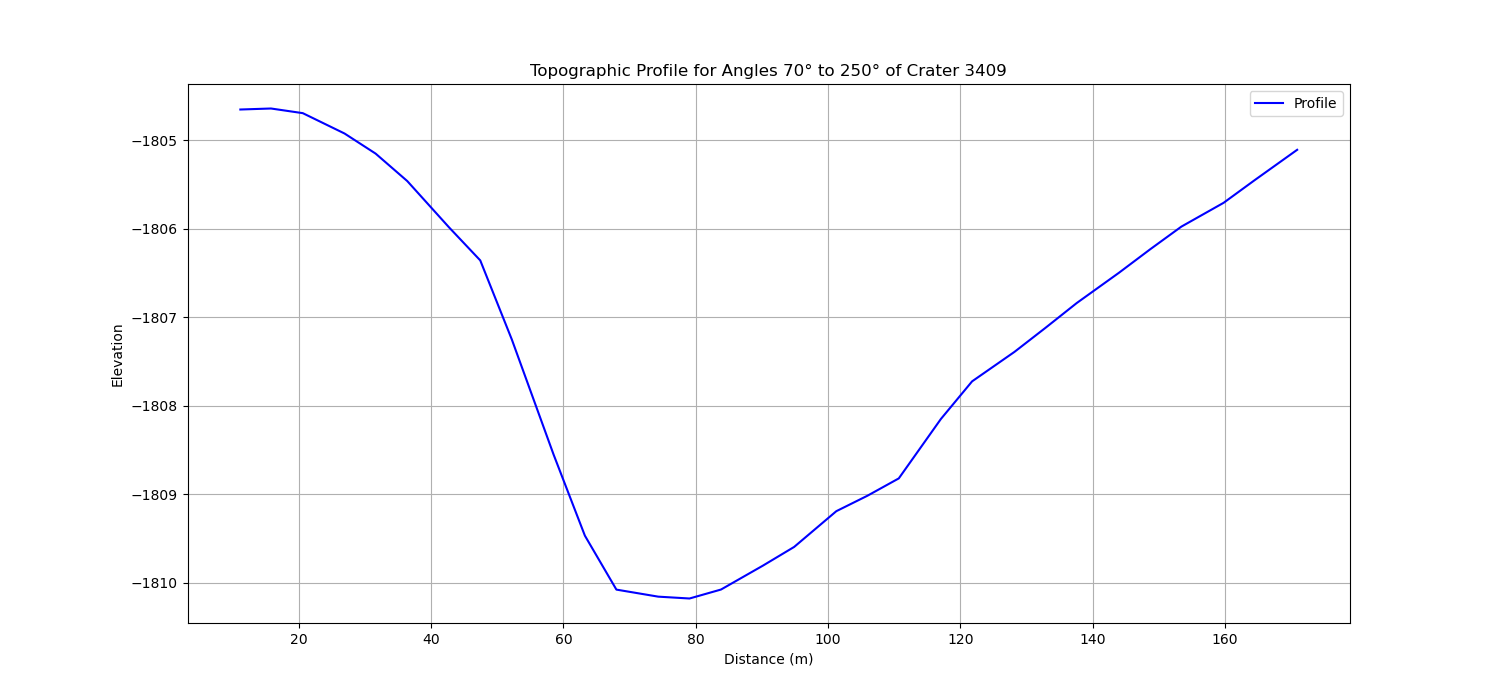 Topographic Profile for Angles 70° to 250° of Crater 3409
Profile
−1805
−1806
−1807
−1808
−1809
−1810
Elevation
20 40 60 80 100 120 140 160
Distance (m)